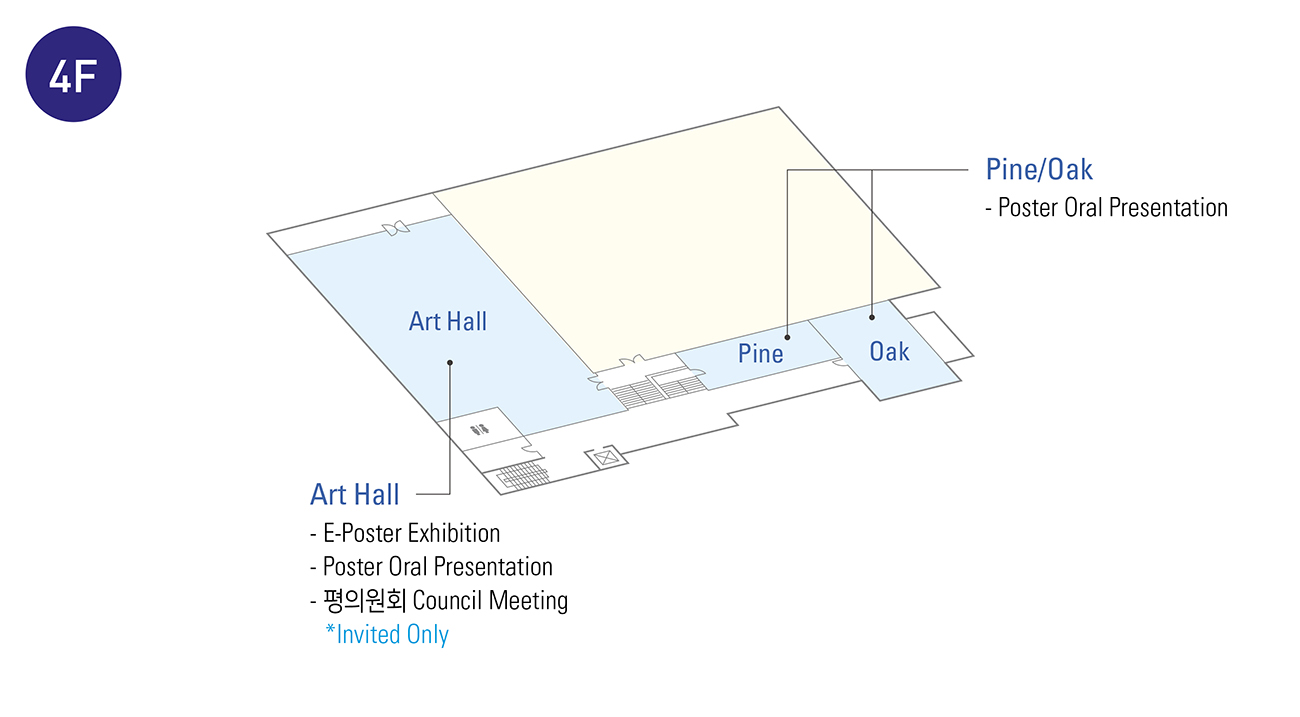 4F
Pine/Oak
- Poster Oral Presentation
Art Hall
Pine
Oak
Art Hall
- E-Poster Exhibition
- Poster Oral Presentation
- 평의원회 Council Meeting
*Invited Only